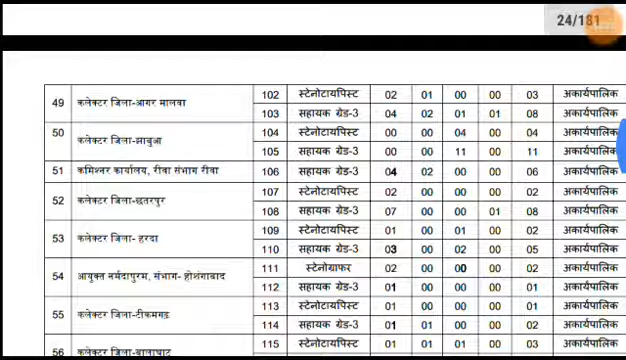 24/181
49 कलेक्टर जिला-आगर मालवा 102 स्टेनोटायपिस्ट 02 01 00 00 03 अकार्यपालिक
103 सहायक ग्रेड-3 04 02 01 01 08 अकार्यपालिक
50 कलेक्टर जिला-झाबुआ 104 स्टेनोटायपिस्ट 00 00 04 00 04 अकार्यपालिक
105 सहायक ग्रेड-3 00 00 11 00 11 अकार्यपालिक
51 कमिश्नर कार्यालय, रीवा संभाग रीवा 106 सहायक ग्रेड-3 04 02 00 00 06 अकार्यपालिक
52 कलेक्टर जिला-छतरपुर 107 स्टेनोटायपिस्ट 02 00 00 00 02 अकार्यपालिक
108 सहायक ग्रेड-3 07 00 00 01 08 अकार्यपालिक
53 कलेक्टर जिला- हरदा 109 स्टेनोटायपिस्ट 01 00 01 00 02 अकार्यपालिक
110 सहायक ग्रेड-3 03 00 02 00 05 अकार्यपालिक
54 आयुक्त नर्मदापुरम, संभाग- होशंगाबाद 111 स्टेनोग्राफर 02 00 00 00 02 अकार्यपालिक
112 सहायक ग्रेड-3 01 00 00 00 01 अकार्यपालिक
55 कलेक्टर जिला-टीकमगढ 113 स्टेनोटायपिस्ट 01 00 00 00 01 अकार्यपालिक
114 सहायक ग्रेड-3 01 01 00 00 02 अकार्यपालिक
56 कलेक्टर जिला-बालाघाट 115 स्टेनोटायपिस्ट 01 01 01 00 03 अकार्यपालिक